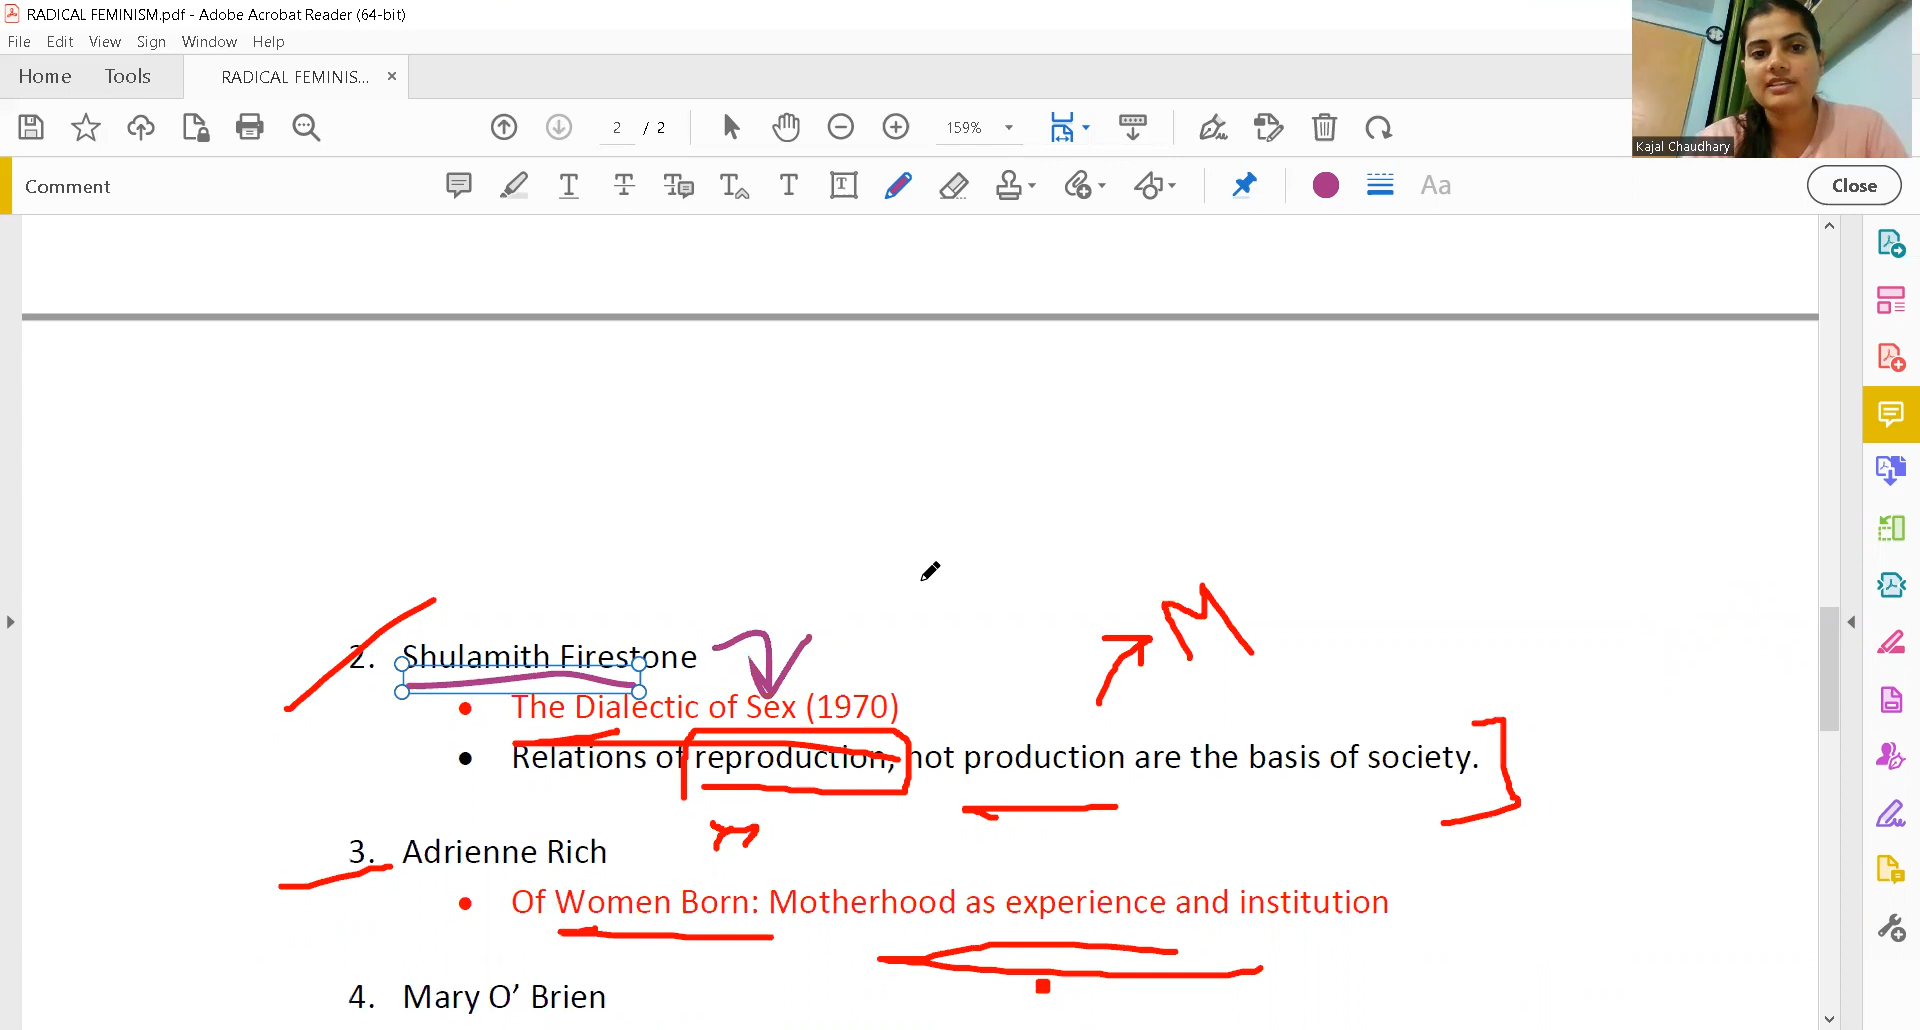 RADICAL FEMINISM.pdf - Adobe Acrobat Reader (64-bit)
File Edit View Sign Window Help
Home Tools RADICAL FEMINIS... ×
2 / 2 159%
Kajal Chaudhary
Comment Aa Close
M
2. Shulamith Firestone
• The Dialectic of Sex (1970)
• Relations of reproduction, not production are the basis of society.
3. Adrienne Rich
• Of Women Born: Motherhood as experience and institution
4. Mary O’ Brien